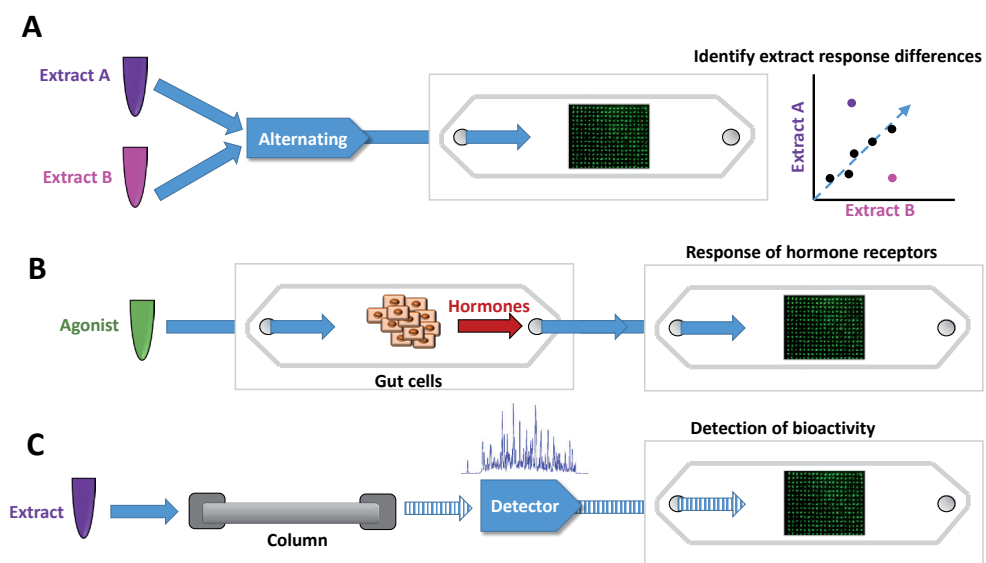 A
Identify extract response differences
Extract A
Alternating
Extract A
Extract B
Extract B
B
Response of hormone receptors
Hormones
Agonist
Gut cells
C
Detection of bioactivity
Extract
Detector
Column